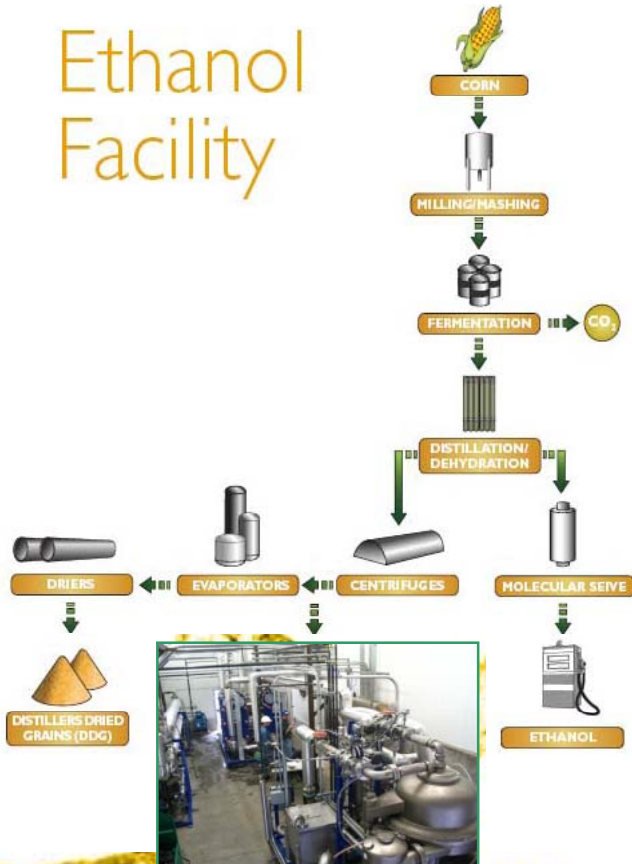 Ethanol
Facility
CORN
MILLING/MASHING
FERMENTATION
CO2
DISTILLATION/
DEHYDRATION
DRIERS
EVAPORATORS
CENTRIFUGES
MOLECULAR SEIVE
DISTILLERS DRIED
GRAINS (DDG)
ETHANOL